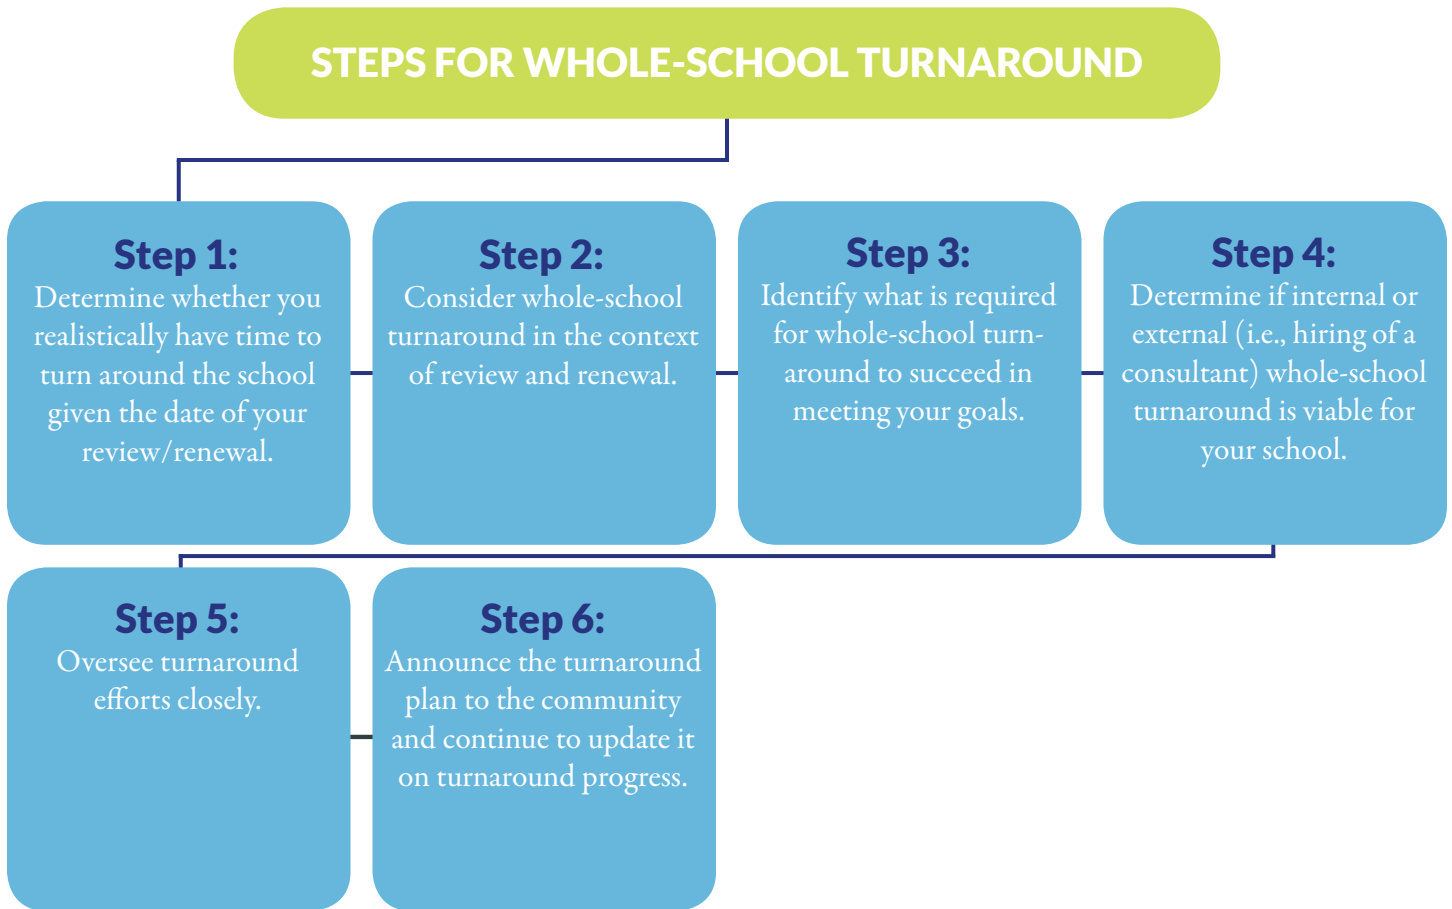 STEPS FOR WHOLE-SCHOOL TURNAROUND
Step 1:
Determine whether you
realistically have time to
turn around the school
given the date of your
review/renewal.
Step 2:
Consider whole-school
turnaround in the context
of review and renewal.
Step 3:
Identify what is required
for whole-school turn-
around to succeed in
meeting your goals.
Step 4:
Determine if internal or
external (i.e., hiring of a
consultant) whole-school
turnaround is viable for
your school.
Step 5:
Oversee turnaround
efforts closely.
Step 6:
Announce the turnaround
plan to the community
and continue to update it
on turnaround progress.